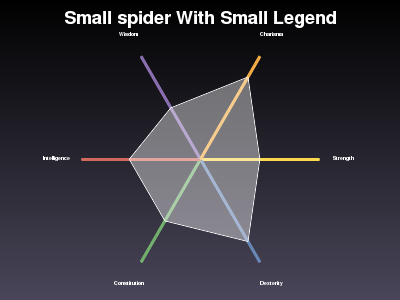 Small spider With Small Legend
Wisdom
Charisma
Intelligence
Strength
Constitution
Dexterity